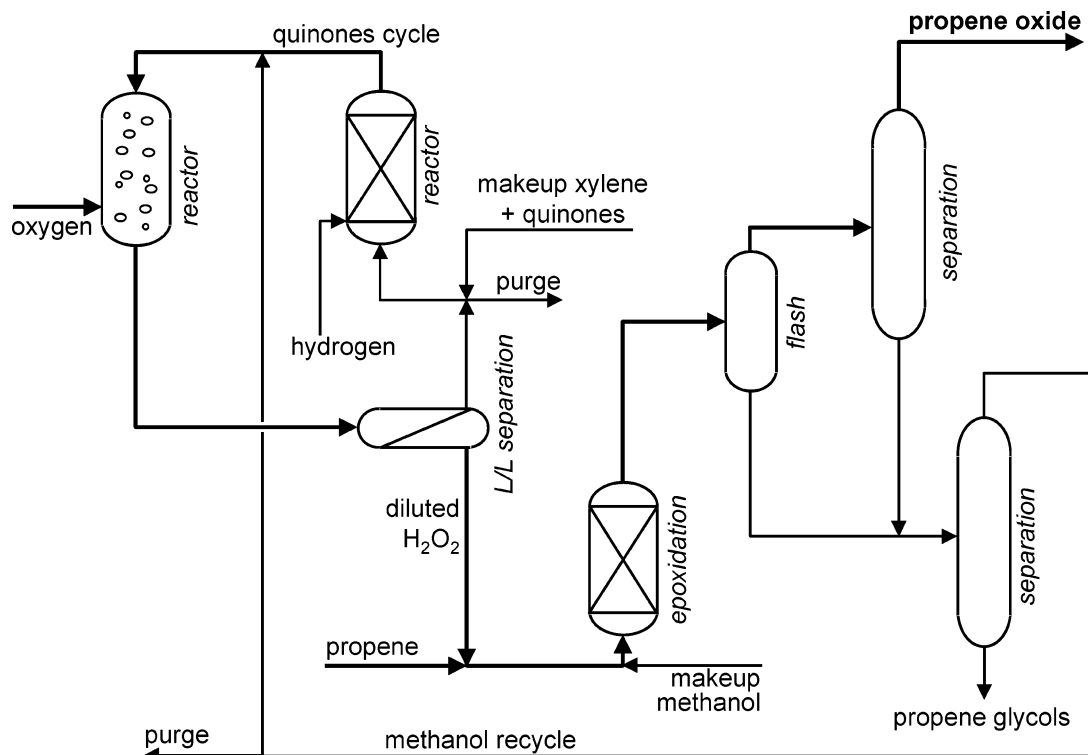 quinones cycle
propene oxide
reactor
reactor
separation
makeup xylene
+ quinones
oxygen
purge
flash
hydrogen
L/L separation
diluted
H₂O₂
epoxidation
separation
propene
makeup
methanol
propene glycols
purge
methanol recycle